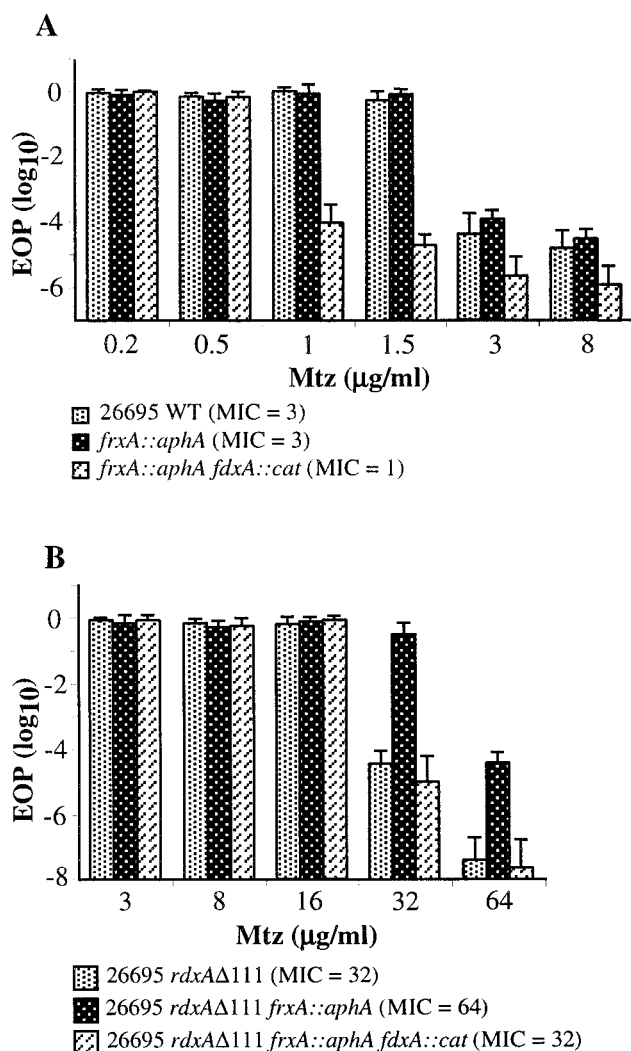 A
EOP (log10)
0
-2
-4
-6
0.2 0.5 1 1.5 3 8
Mtz (µg/ml)
26695 WT (MIC = 3)
frxA::aphA (MIC = 3)
frxA::aphA fdxA::cat (MIC = 1)
B
EOP (log10)
0
-2
-4
-6
-8
3 8 16 32 64
Mtz (µg/ml)
26695 rdxAΔ111 (MIC = 32)
26695 rdxAΔ111 frxA::aphA (MIC = 64)
26695 rdxAΔ111 frxA::aphA fdxA::cat (MIC = 32)